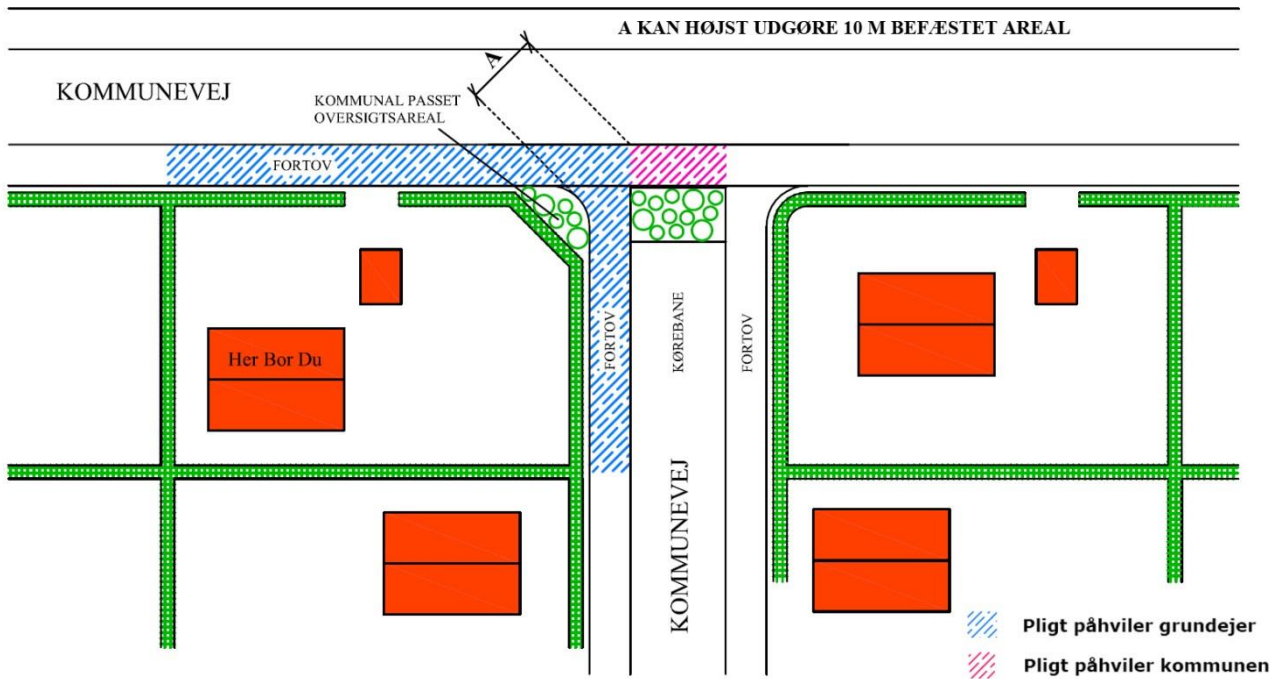 A KAN HØJST UDGØRE 10 M BEFÆSTET AREAL
A
KOMMUNEVEJ
KOMMUNAL PASSET
OVERSIGTSAREAL
FORTOV
Her Bor Du
FORTOV
KØREBANE
FORTOV
KOMMUNEVEJ
Pligt påhviler grundejer
Pligt påhviler kommunen